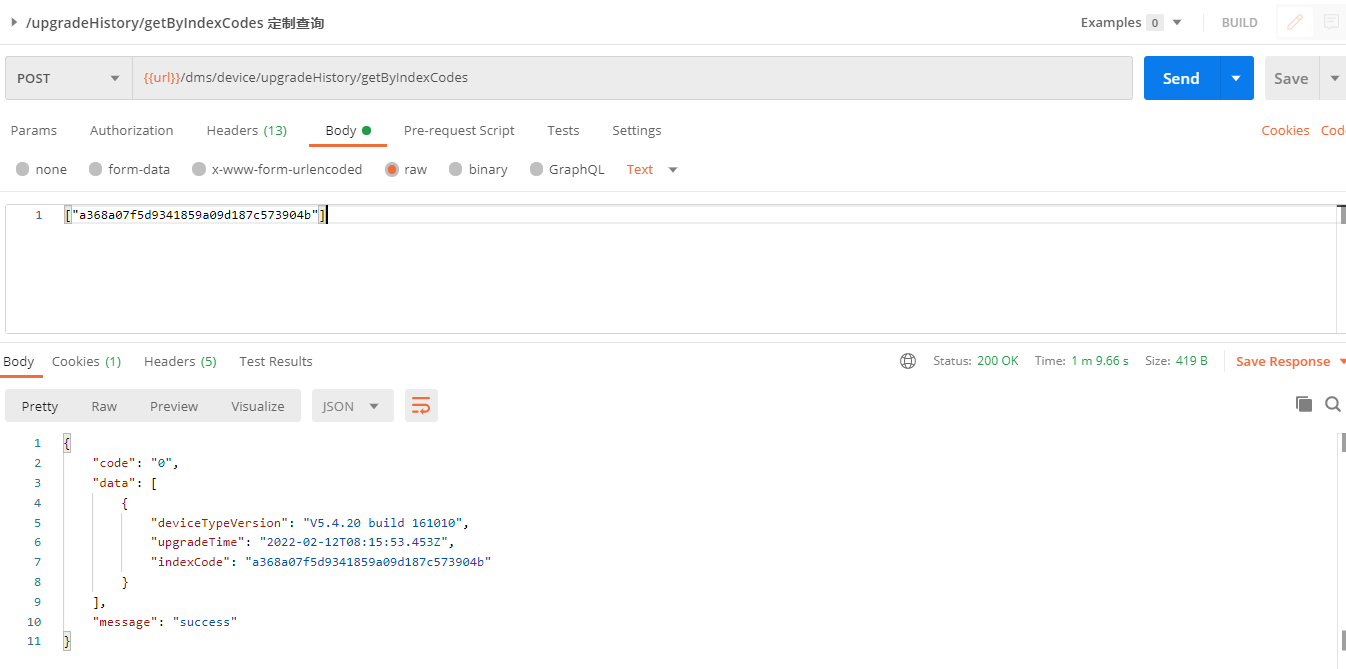 /upgradeHistory/getByIndexCodes 定制查询 Examples 0 BUILD
POST {{url}}/dms/device/upgradeHistory/getByIndexCodes Send Save
Params Authorization Headers (13) Body Pre-request Script Tests Settings Cookies Code
none form-data x-www-form-urlencoded raw binary GraphQL Text
1 ["a368a07f5d9341859a09d187c573904b"]
Body Cookies (1) Headers (5) Test Results Status: 200 OK Time: 1 m 9.66 s Size: 419 B Save Response
Pretty Raw Preview Visualize JSON
1 {
2 "code": "0",
3 "data": [
4 {
5 "deviceTypeVersion": "V5.4.20 build 161010",
6 "upgradeTime": "2022-02-12T08:15:53.453Z",
7 "indexCode": "a368a07f5d9341859a09d187c573904b"
8 }
9 ],
10 "message": "success"
11 }